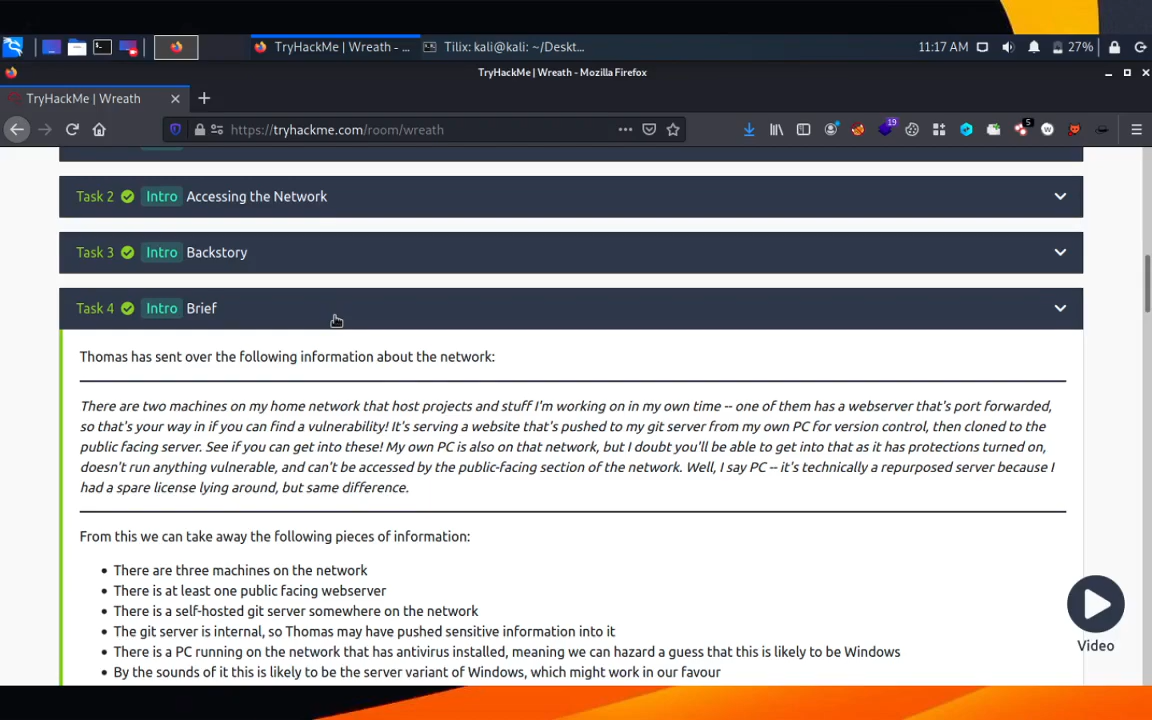 TryHackMe | Wreath - ...
Tilix: kali@kali: ~/Deskt...
11:17 AM
27%
TryHackMe | Wreath - Mozilla Firefox
TryHackMe | Wreath
https://tryhackme.com/room/wreath
19
5
W
Task 2 Intro Accessing the Network
Task 3 Intro Backstory
Task 4 Intro Brief
Thomas has sent over the following information about the network:
There are two machines on my home network that host projects and stuff I'm working on in my own time -- one of them has a webserver that's port forwarded,
so that's your way in if you can find a vulnerability! It's serving a website that's pushed to my git server from my own PC for version control, then cloned to the
public facing server. See if you can get into these! My own PC is also on that network, but I doubt you'll be able to get into that as it has protections turned on,
doesn't run anything vulnerable, and can't be accessed by the public-facing section of the network. Well, I say PC -- it's technically a repurposed server because I
had a spare license lying around, but same difference.
From this we can take away the following pieces of information:
• There are three machines on the network
• There is at least one public facing webserver
• There is a self-hosted git server somewhere on the network
• The git server is internal, so Thomas may have pushed sensitive information into it
• There is a PC running on the network that has antivirus installed, meaning we can hazard a guess that this is likely to be Windows
• By the sounds of it this is likely to be the server variant of Windows, which might work in our favour
Video